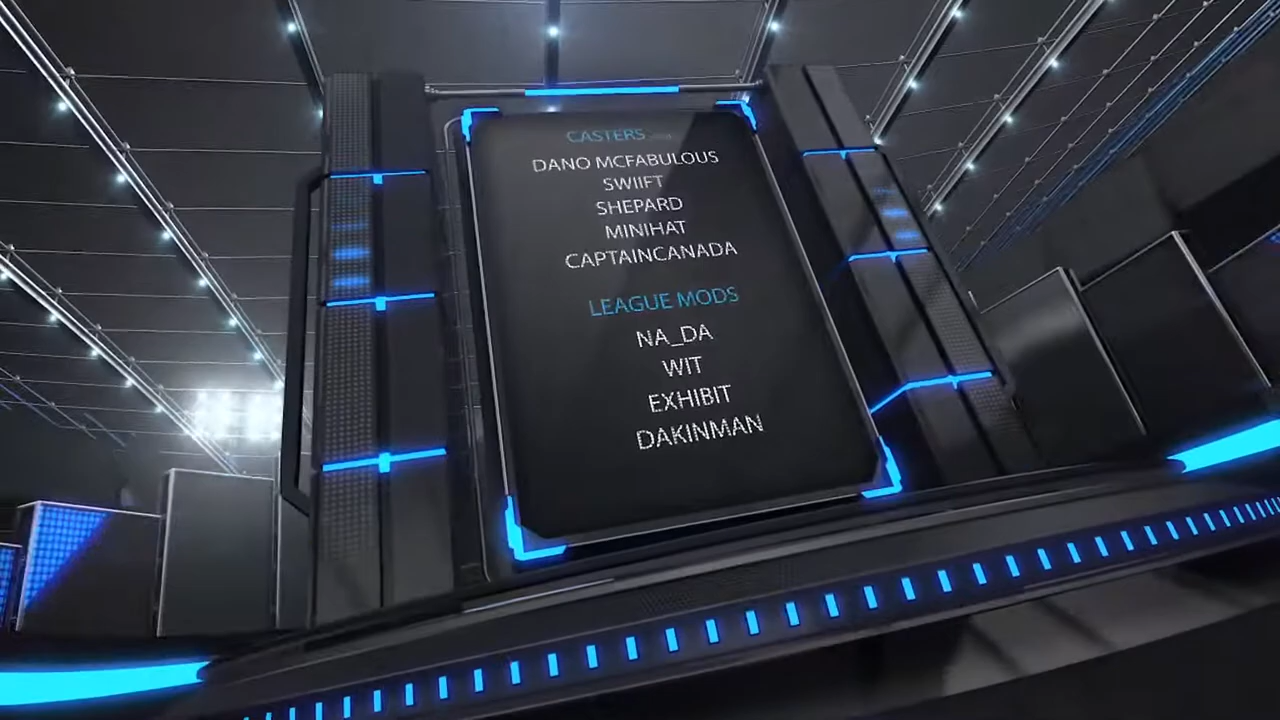 CASTERS
DANO MCFABULOUS
SWIIFT
SHEPARD
MINIHAT
CAPTAINCANADA
LEAGUE MODS
NA_DA
WIT
EXHIBIT
DAKINMAN